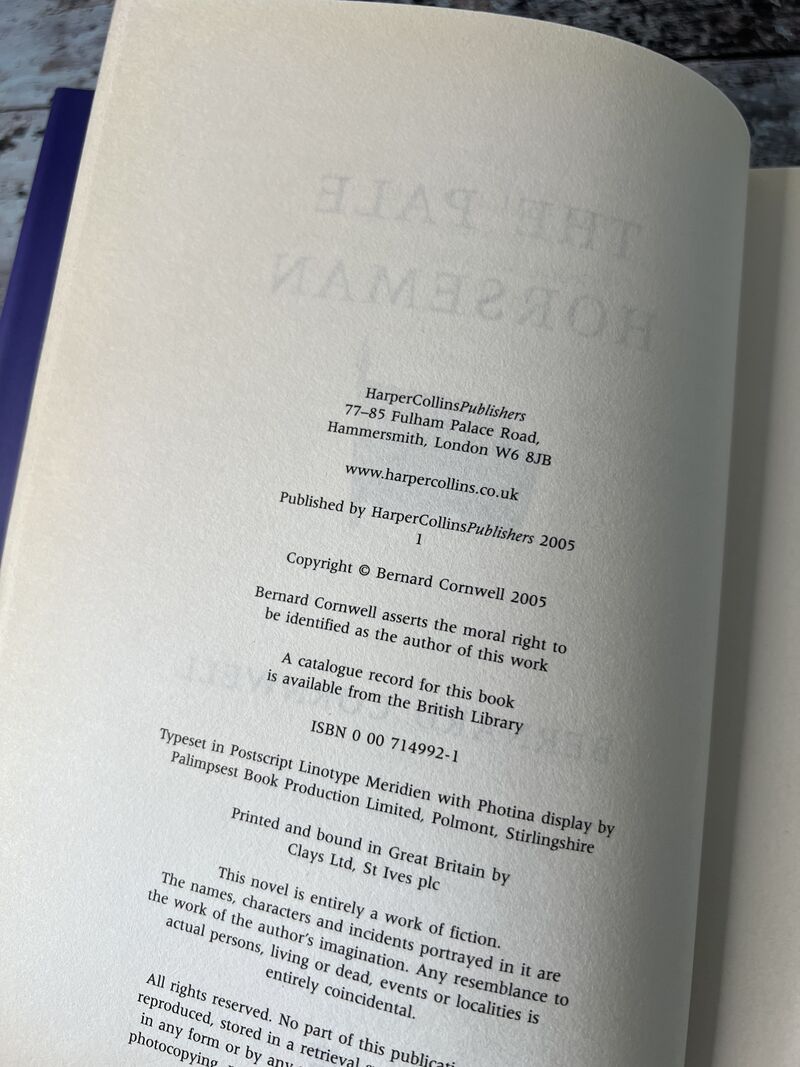 THE PALE
HORSEMAN
HarperCollinsPublishers
77–85 Fulham Palace Road,
Hammersmith, London W6 8JB
www.harpercollins.co.uk
Published by HarperCollinsPublishers 2005
1
Copyright © Bernard Cornwell 2005
Bernard Cornwell asserts the moral right to
be identified as the author of this work
A catalogue record for this book
is available from the British Library
ISBN 0 00 714992-1
Typeset in Postscript Linotype Meridien with Photina display by
Palimpsest Book Production Limited, Polmont, Stirlingshire
Printed and bound in Great Britain by
Clays Ltd, St Ives plc
This novel is entirely a work of fiction.
The names, characters and incidents portrayed in it are
the work of the author's imagination. Any resemblance to
actual persons, living or dead, events or localities is
entirely coincidental.
All rights reserved. No part of this
reproduced, stored in a retrieval
in any form or by any
photocopying,